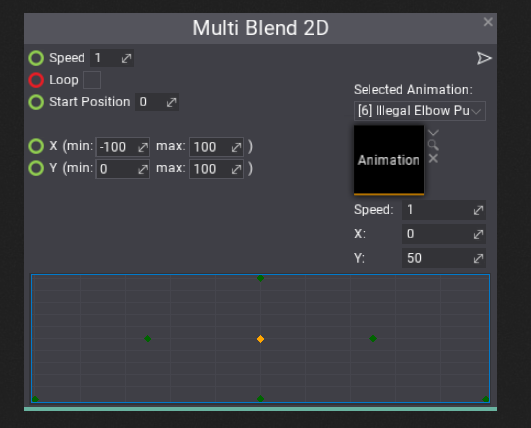 Multi Blend 2D
Speed 1
Loop
Start Position 0
X (min: -100 max: 100 )
Y (min: 0 max: 100 )
Selected Animation:
[6] Illegal Elbow Pu
Animation
Speed: 1
X: 0
Y: 50